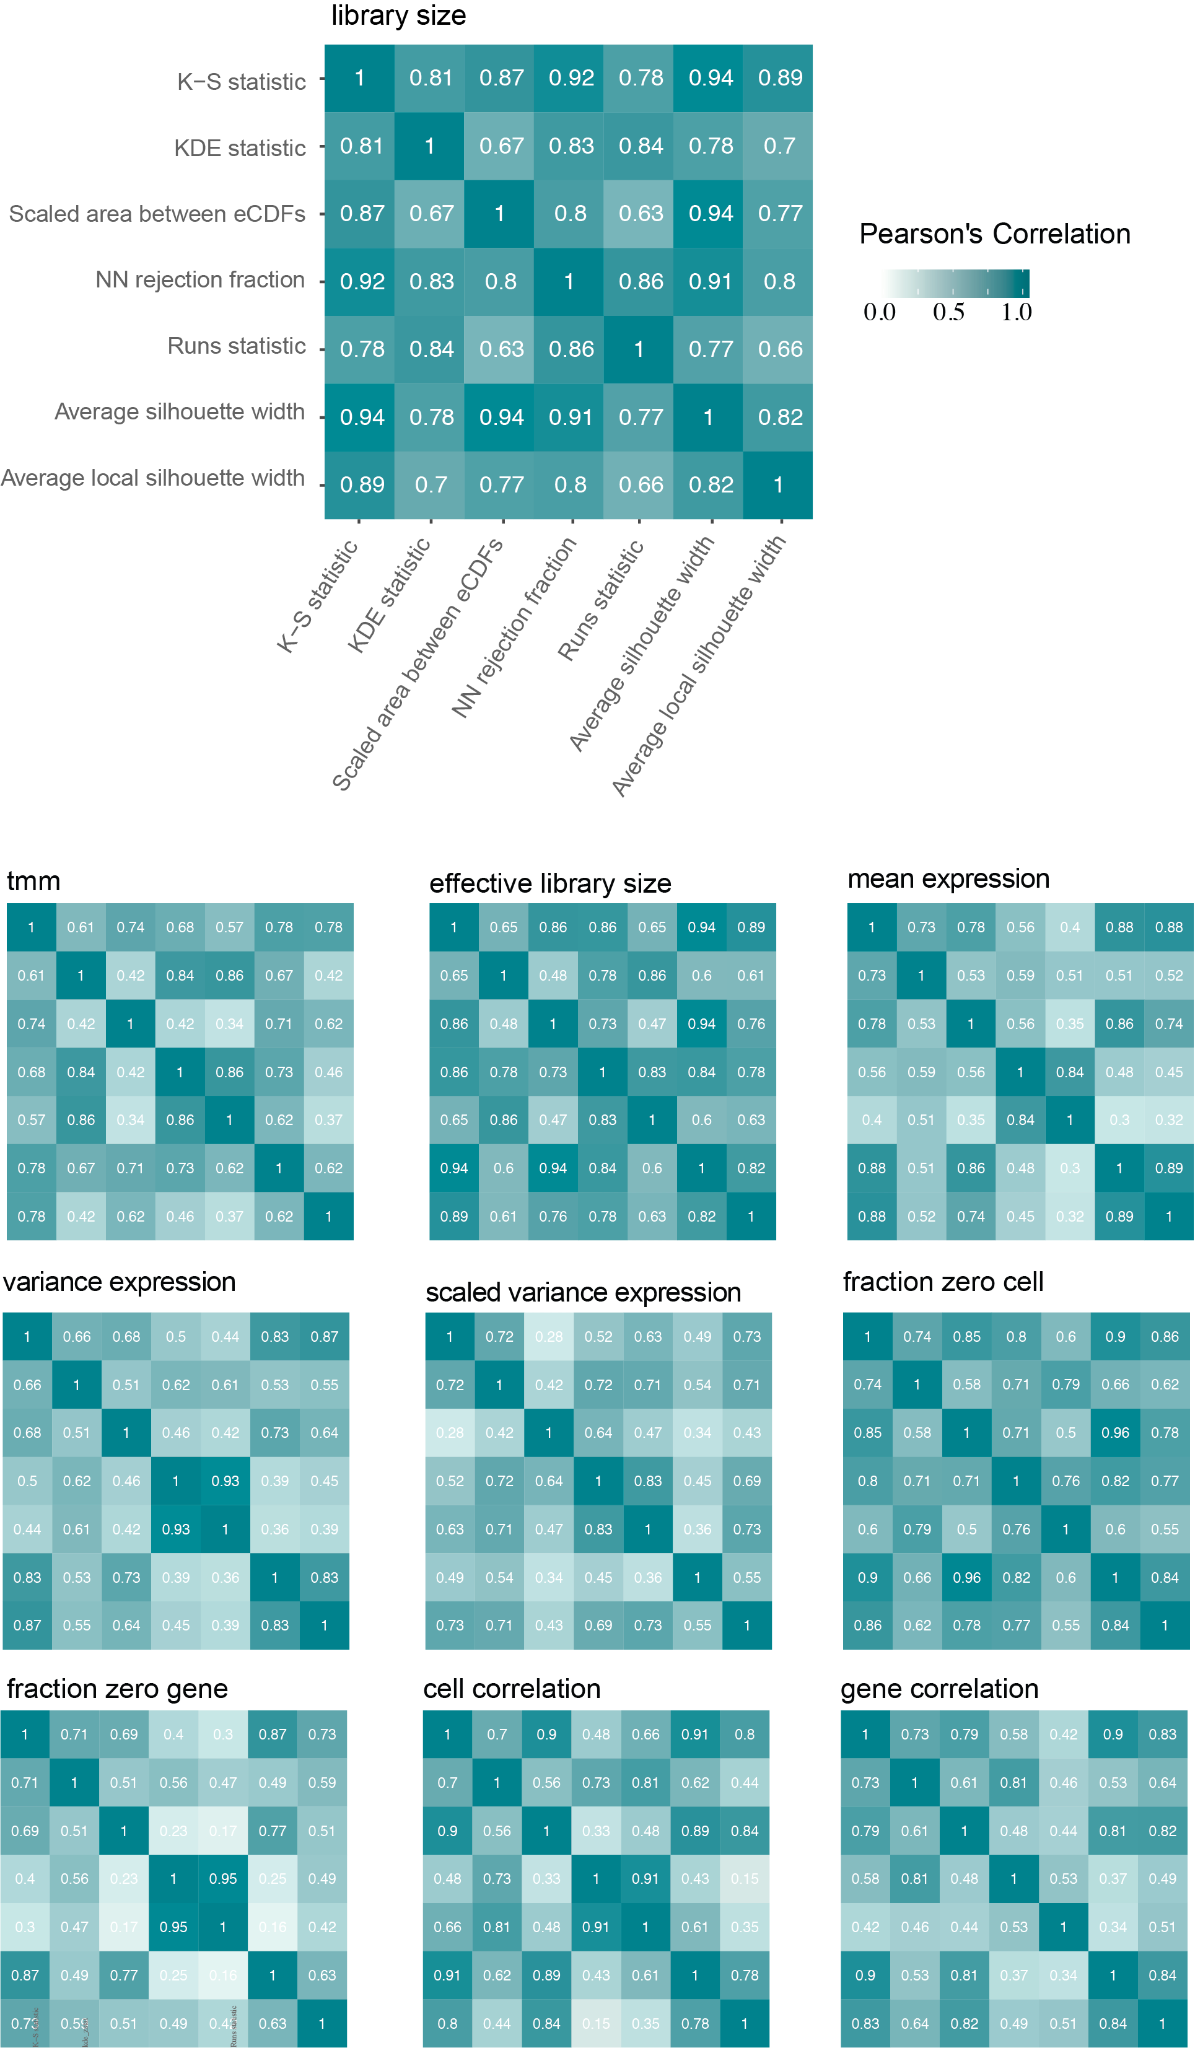 library size
K−S statistic 1 0.81 0.87 0.92 0.78 0.94 0.89
KDE statistic 0.81 1 0.67 0.83 0.84 0.78 0.7
Scaled area between eCDFs 0.87 0.67 1 0.8 0.63 0.94 0.77
NN rejection fraction 0.92 0.83 0.8 1 0.86 0.91 0.8
Runs statistic 0.78 0.84 0.63 0.86 1 0.77 0.66
Average silhouette width 0.94 0.78 0.94 0.91 0.77 1 0.82
Average local silhouette width 0.89 0.7 0.77 0.8 0.66 0.82 1
K−S statistic
KDE statistic
Scaled area between eCDFs
NN rejection fraction
Runs statistic
Average silhouette width
Average local silhouette width
Pearson's Correlation
0.0 0.5 1.0
tmm
1 0.61 0.74 0.68 0.57 0.78 0.78
0.61 1 0.42 0.84 0.86 0.67 0.42
0.74 0.42 1 0.42 0.34 0.71 0.62
0.68 0.84 0.42 1 0.86 0.73 0.46
0.57 0.86 0.34 0.86 1 0.62 0.37
0.78 0.67 0.71 0.73 0.62 1 0.62
0.78 0.42 0.62 0.46 0.37 0.62 1
effective library size
1 0.65 0.86 0.86 0.65 0.94 0.89
0.65 1 0.48 0.78 0.86 0.6 0.61
0.86 0.48 1 0.73 0.47 0.94 0.76
0.86 0.78 0.73 1 0.83 0.84 0.78
0.65 0.86 0.47 0.83 1 0.6 0.63
0.94 0.6 0.94 0.84 0.6 1 0.82
0.89 0.61 0.76 0.78 0.63 0.82 1
mean expression
1 0.73 0.78 0.56 0.4 0.88 0.88
0.73 1 0.53 0.59 0.51 0.51 0.52
0.78 0.53 1 0.56 0.35 0.86 0.74
0.56 0.59 0.56 1 0.84 0.48 0.45
0.4 0.51 0.35 0.84 1 0.3 0.32
0.88 0.51 0.86 0.48 0.3 1 0.89
0.88 0.52 0.74 0.45 0.32 0.89 1
variance expression
1 0.66 0.68 0.5 0.44 0.83 0.87
0.66 1 0.51 0.62 0.61 0.53 0.55
0.68 0.51 1 0.46 0.42 0.73 0.64
0.5 0.62 0.46 1 0.93 0.39 0.45
0.44 0.61 0.42 0.93 1 0.36 0.39
0.83 0.53 0.73 0.39 0.36 1 0.83
0.87 0.55 0.64 0.45 0.39 0.83 1
scaled variance expression
1 0.72 0.28 0.52 0.63 0.49 0.73
0.72 1 0.42 0.72 0.71 0.54 0.71
0.28 0.42 1 0.64 0.47 0.34 0.43
0.52 0.72 0.64 1 0.83 0.45 0.69
0.63 0.71 0.47 0.83 1 0.36 0.73
0.49 0.54 0.34 0.45 0.36 1 0.55
0.73 0.71 0.43 0.69 0.73 0.55 1
fraction zero cell
1 0.74 0.85 0.8 0.6 0.9 0.86
0.74 1 0.58 0.71 0.79 0.66 0.62
0.85 0.58 1 0.71 0.5 0.96 0.78
0.8 0.71 0.71 1 0.76 0.82 0.77
0.6 0.79 0.5 0.76 1 0.6 0.55
0.9 0.66 0.96 0.82 0.6 1 0.84
0.86 0.62 0.78 0.77 0.55 0.84 1
fraction zero gene
1 0.71 0.69 0.4 0.3 0.87 0.73
0.71 1 0.51 0.56 0.47 0.49 0.59
0.69 0.51 1 0.23 0.17 0.77 0.51
0.4 0.56 0.23 1 0.95 0.25 0.49
0.3 0.47 0.17 0.95 1 0.16 0.42
0.87 0.49 0.77 0.25 0.16 1 0.63
0.73 0.59 0.51 0.49 0.42 0.63 1
Runs statistic
cell correlation
1 0.7 0.9 0.48 0.66 0.91 0.8
0.7 1 0.56 0.73 0.81 0.62 0.44
0.9 0.56 1 0.33 0.48 0.89 0.84
0.48 0.73 0.33 1 0.91 0.43 0.15
0.66 0.81 0.48 0.91 1 0.61 0.35
0.91 0.62 0.89 0.43 0.61 1 0.78
0.8 0.44 0.84 0.15 0.35 0.78 1
gene correlation
1 0.73 0.79 0.58 0.42 0.9 0.83
0.73 1 0.61 0.81 0.46 0.53 0.64
0.79 0.61 1 0.48 0.44 0.81 0.82
0.58 0.81 0.48 1 0.53 0.37 0.49
0.42 0.46 0.44 0.53 1 0.34 0.51
0.9 0.53 0.81 0.37 0.34 1 0.84
0.83 0.64 0.82 0.49 0.51 0.84 1